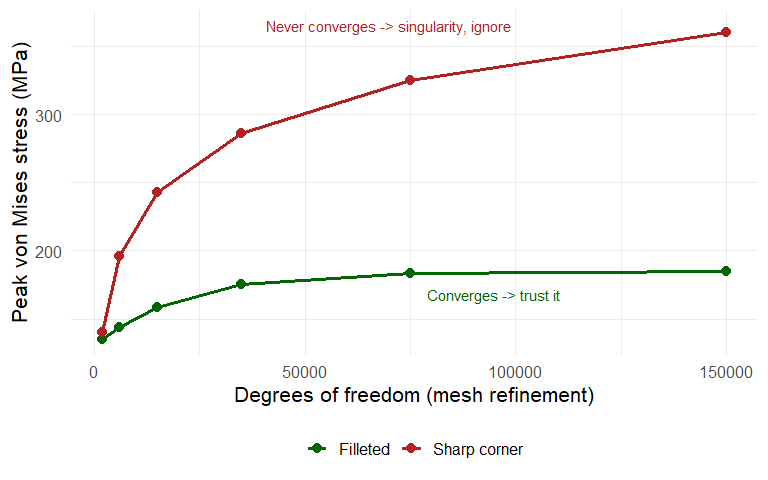 Never converges -> singularity, ignore
Peak von Mises stress (MPa)
300
200
Converges -> trust it
0
50000
100000
150000
Degrees of freedom (mesh refinement)
Filleted
Sharp corner